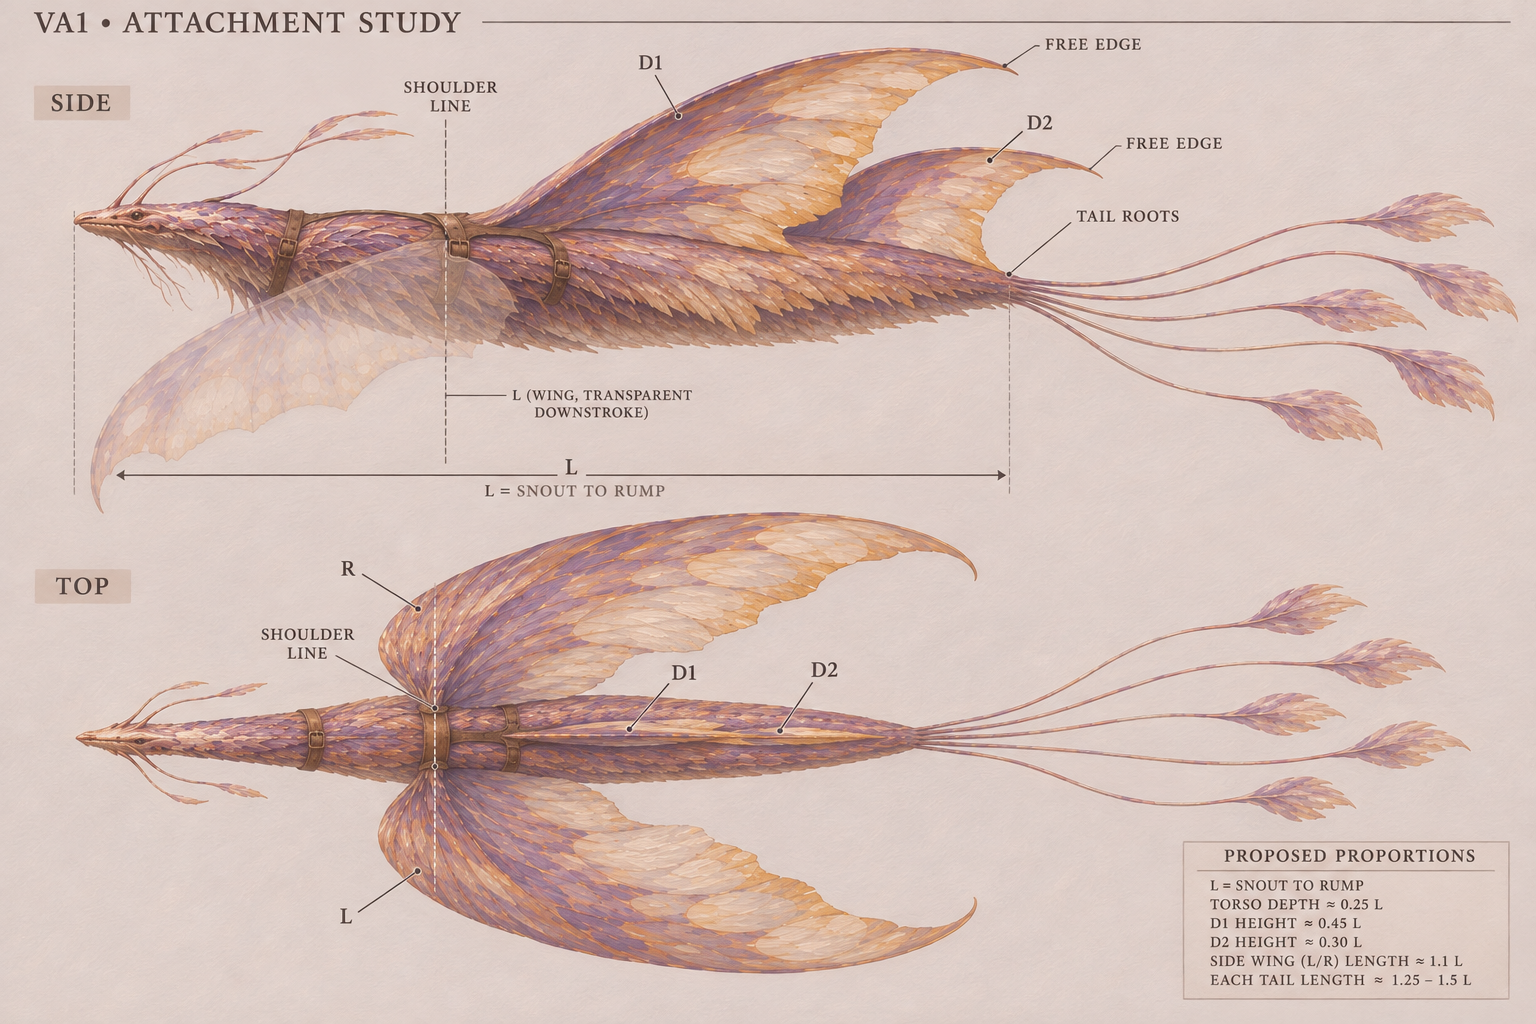 VA1 • ATTACHMENT STUDY
SIDE
SHOULDER
LINE
D1
FREE EDGE
D2
FREE EDGE
TAIL ROOTS
L (WING, TRANSPARENT
DOWNSTROKE)
L
L = SNOUT TO RUMP
TOP
R
SHOULDER
LINE
D1
D2
L
PROPOSED PROPORTIONS
L = SNOUT TO RUMP
TORSO DEPTH ≈ 0.25 L
D1 HEIGHT ≈ 0.45 L
D2 HEIGHT ≈ 0.30 L
SIDE WING (L/R) LENGTH ≈ 1.1 L
EACH TAIL LENGTH ≈ 1.25 – 1.5 L